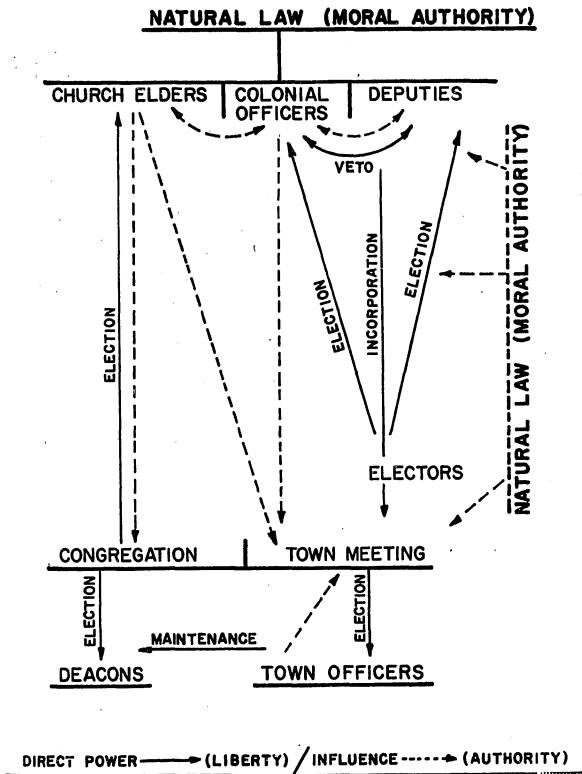 NATURAL LAW (MORAL AUTHORITY)
CHURCH ELDERS
COLONIAL
OFFICERS
DEPUTIES
VETO
ELECTION
ELECTION
INCORPORATION
ELECTION
NATURAL LAW (MORAL AUTHORITY)
ELECTORS
CONGREGATION
TOWN MEETING
ELECTION
MAINTENANCE
ELECTION
DEACONS
TOWN OFFICERS
DIRECT POWER (LIBERTY) / INFLUENCE (AUTHORITY)